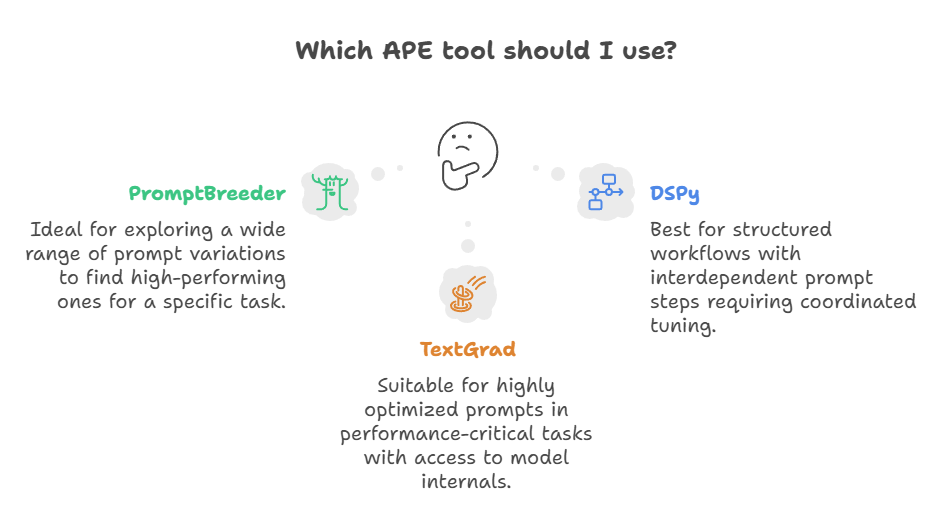 Which APE tool should I use?
PromptBreeder
Ideal for exploring a wide
range of prompt variations
to find high-performing
ones for a specific task.
DSPy
Best for structured
workflows with
interdependent prompt
steps requiring coordinated
tuning.
TextGrad
Suitable for highly
optimized prompts in
performance-critical tasks
with access to model
internals.